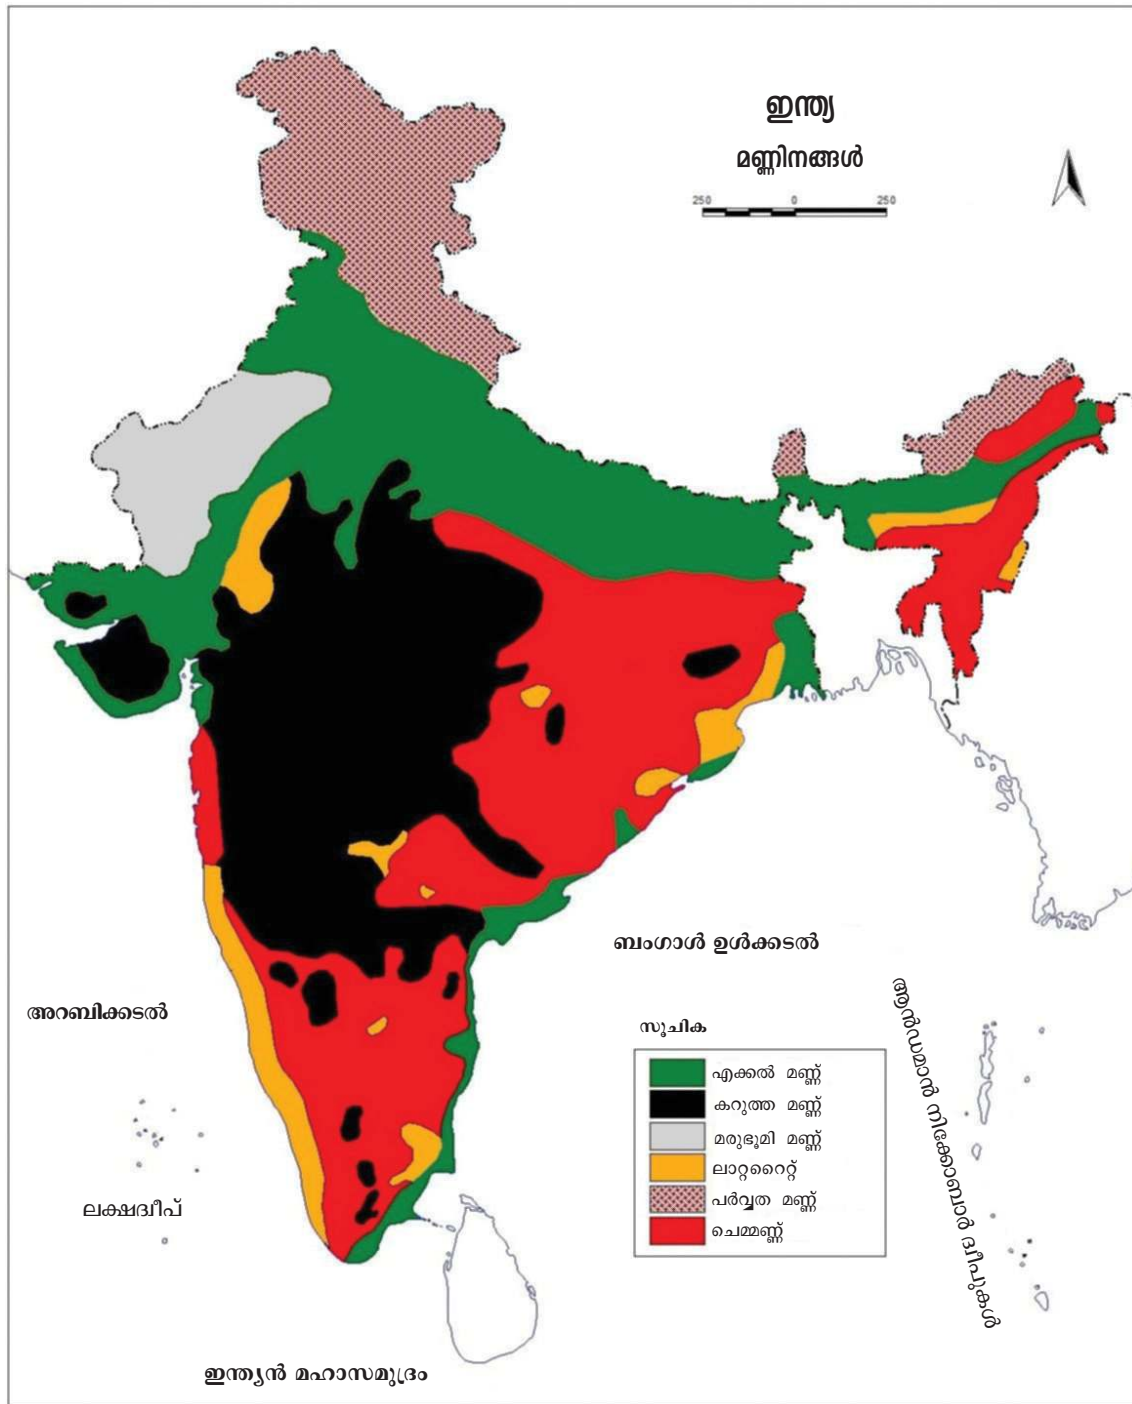 ഇന്ത്യ
മണ്ണിനങ്ങൾ
250 0 250
ബംഗാൾ ഉൾക്കടൽ
അറബിക്കടൽ
ആൻഡമാൻ നിക്കോബാർ ദ്വീപുകൾ
സൂചിക
എക്കൽ മണ്ണ്
കറുത്ത മണ്ണ്
മരുഭൂമി മണ്ണ്
ലാറ്ററൈറ്റ്
പർവ്വത മണ്ണ്
ചെമ്മണ്ണ്
ലക്ഷദ്വീപ്
ഇന്ത്യൻ മഹാസമുദ്രം